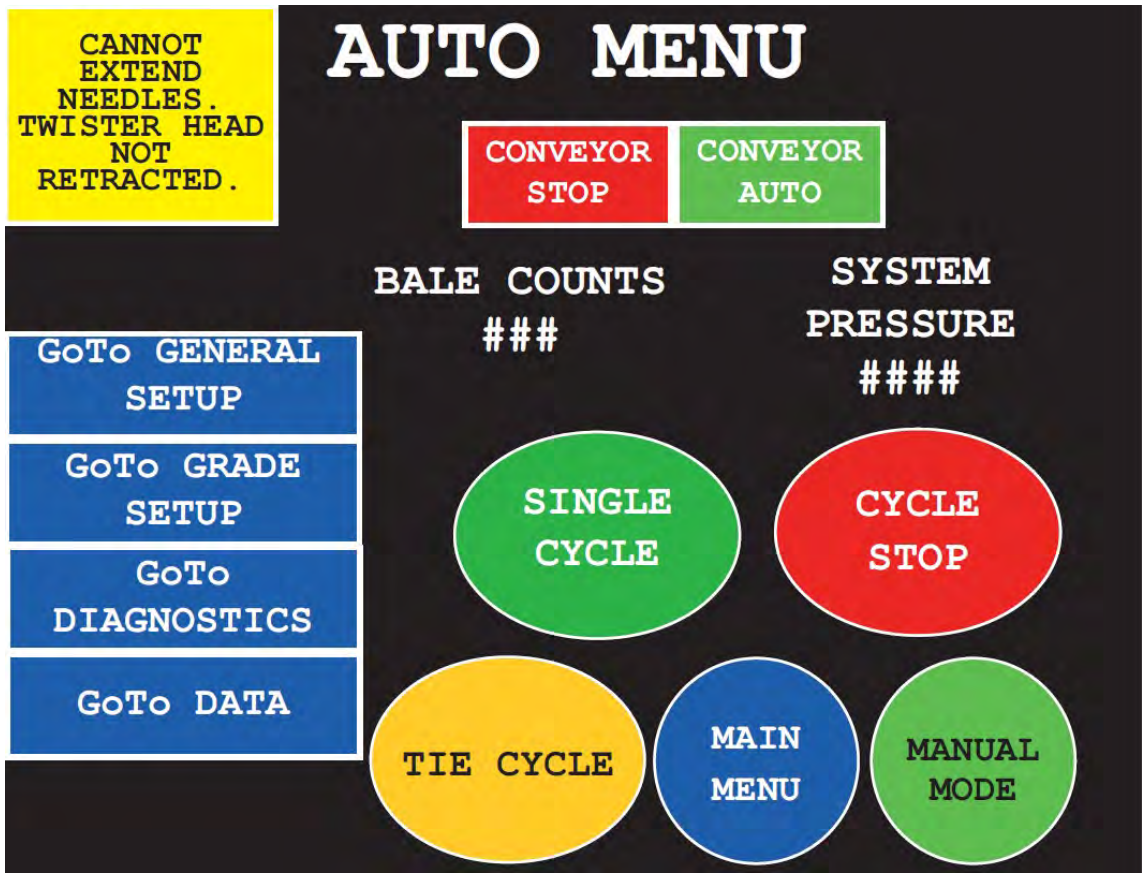 CANNOT
EXTEND
NEEDLES.
TWISTER HEAD
NOT
RETRACTED.
AUTO MENU
CONVEYOR
STOP
CONVEYOR
AUTO
BALE COUNTS
###
SYSTEM
PRESSURE
####
GoTo GENERAL
SETUP
GoTo GRADE
SETUP
GoTo
DIAGNOSTICS
GoTo DATA
SINGLE
CYCLE
CYCLE
STOP
TIE CYCLE
MAIN
MENU
MANUAL
MODE